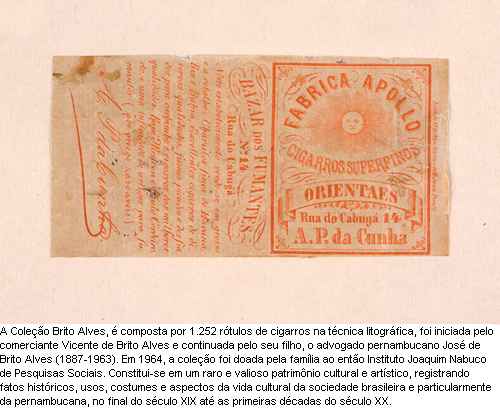 FABRICA APOLLO
CIGARROS SUPERFINOS
ORIENTAES
Rua do Cabugá 14
A. P. da Cunha
BAZAR DOS FUMANTES
Nº 14
Rua do Cabugá
A Coleção Brito Alves, é composta por 1.252 rótulos de cigarros na técnica litográfica, foi iniciada pelo
comerciante Vicente de Brito Alves e continuada pelo seu filho, o advogado pernambucano José de
Brito Alves (1887-1963). Em 1964, a coleção foi doada pela família ao então Instituto Joaquim Nabuco
de Pesquisas Sociais. Constitui-se em um raro e valioso patrimônio cultural e artístico, registrando
fatos históricos, usos, costumes e aspectos da vida cultural da sociedade brasileira e particularmente
da pernambucana, no final do século XIX até as primeiras décadas do século XX.